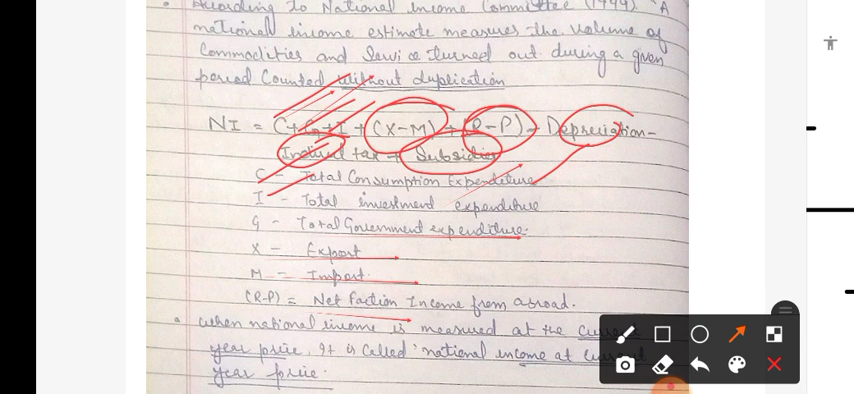 According to National Income Committee (1949) "A
national income estimate measures the volume of
Commodities and Service turned out during a given
period Counted without duplication
NI = C+G+I+(X-M)+(R-P)-Depreciation-
Indirect tax + Subsidies
C - Total Consumption Expenditure
I - Total investment expenditure
G - Total Government expenditure.
X - Export
M - Import.
(R-P) = Net Faction Income from abroad.
when national income is measured at the current
year price, It is called 'national income at current
year price.